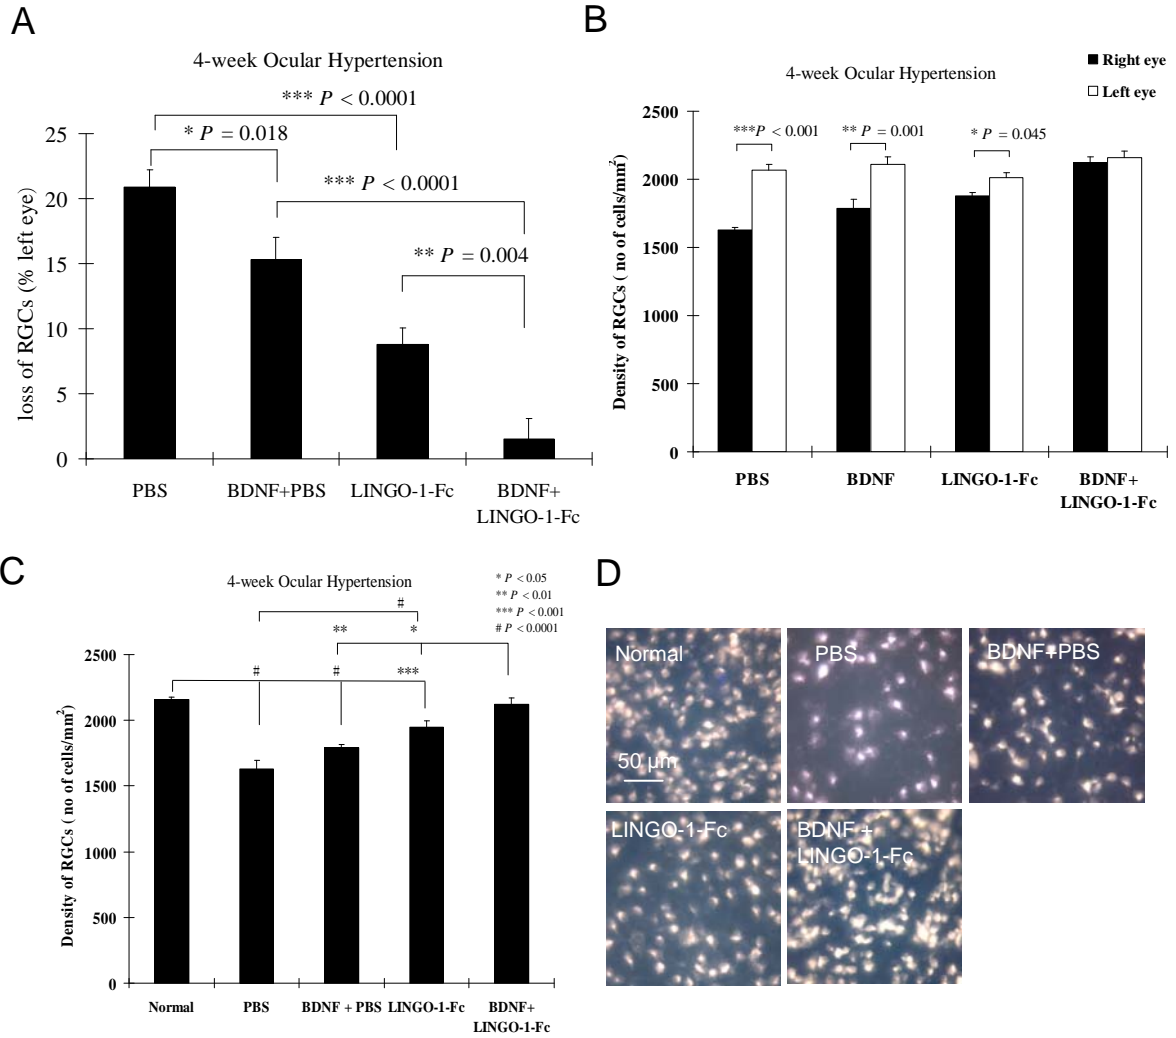 A
4-week Ocular Hypertension
*** P < 0.0001
* P = 0.018
*** P < 0.0001
** P = 0.004
loss of RGCs (% left eye)
25
20
15
10
5
0
PBS
BDNF+PBS
LINGO-1-Fc
BDNF+
LINGO-1-Fc
B
Right eye
Left eye
4-week Ocular Hypertension
***P < 0.001
** P = 0.001
* P = 0.045
Density of RGCs ( no of cells/mm2)
2500
2000
1500
1000
500
0
PBS
BDNF
LINGO-1-Fc
BDNF+
LINGO-1-Fc
C
4-week Ocular Hypertension
* P < 0.05
** P < 0.01
*** P < 0.001
# P < 0.0001
#
** *
# # ***
Density of RGCs ( no of cells/mm2)
2500
2000
1500
1000
500
0
Normal
PBS
BDNF + PBS
LINGO-1-Fc
BDNF+
LINGO-1-Fc
D
Normal
50 µm
PBS
BDNF+PBS
LINGO-1-Fc
BDNF +
LINGO-1-Fc